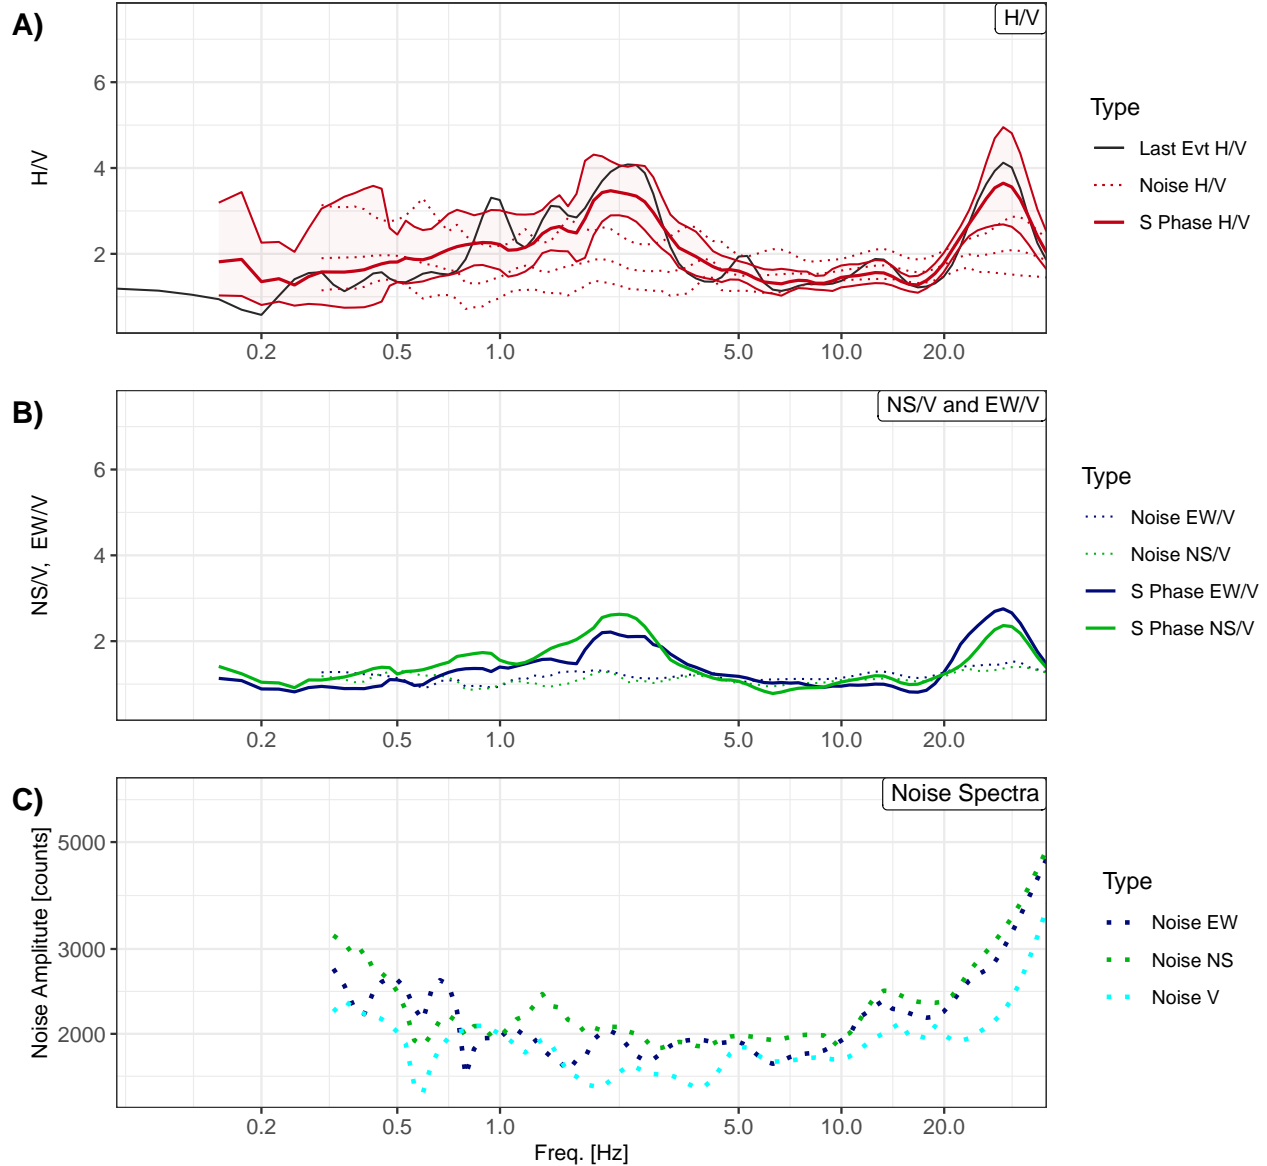 A)
H/V
6
4
2
H/V
0.2 0.5 1.0 5.0 10.0 20.0
Type
Last Evt H/V
Noise H/V
S Phase H/V
B)
NS/V and EW/V
6
4
2
NS/V, EW/V
0.2 0.5 1.0 5.0 10.0 20.0
Type
Noise EW/V
Noise NS/V
S Phase EW/V
S Phase NS/V
C)
Noise Spectra
5000
3000
2000
Noise Amplitude [counts]
0.2 0.5 1.0 5.0 10.0 20.0
Freq. [Hz]
Type
Noise EW
Noise NS
Noise V